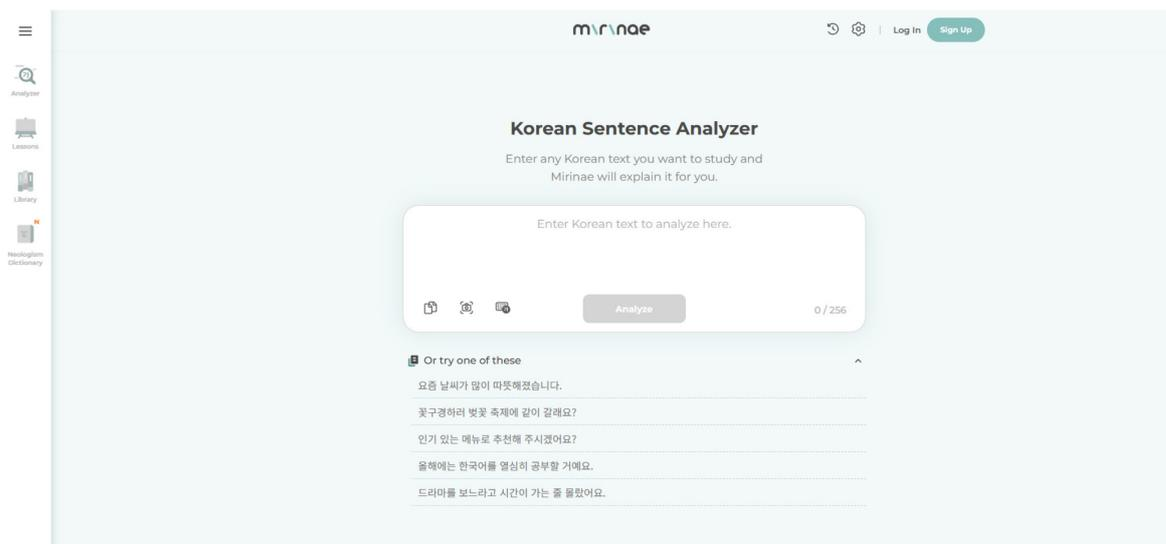 mirinae
Log In
Sign Up
Analyzer
Lessons
Library
N
Neologism
Dictionary
Korean Sentence Analyzer
Enter any Korean text you want to study and
Mirinae will explain it for you.
Enter Korean text to analyze here.
Analyze
0 / 256
Or try one of these
요즘 날씨가 많이 따뜻해졌습니다.
꽃구경하러 벚꽃 축제에 같이 갈래요?
인기 있는 메뉴로 추천해 주시겠어요?
올해에는 한국어를 열심히 공부할 거예요.
드라마를 보느라고 시간이 가는 줄 몰랐어요.